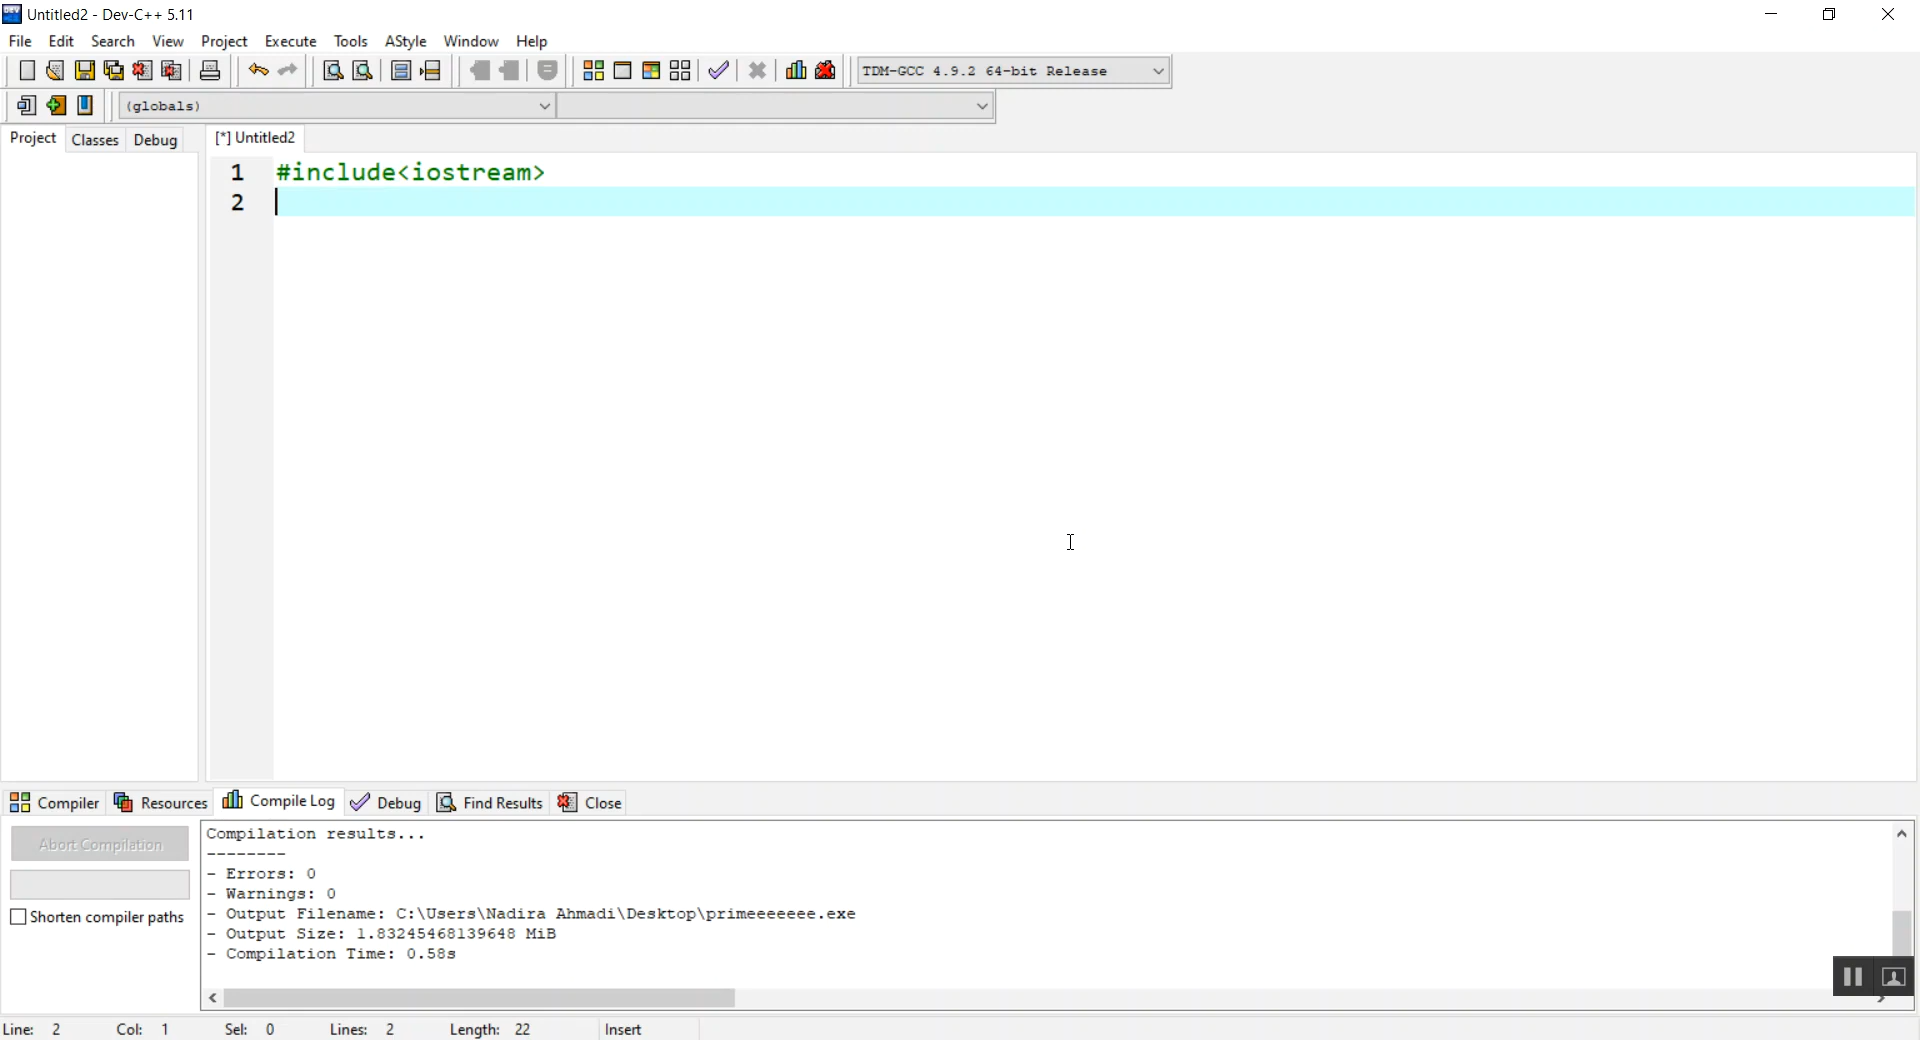 Untitled2 - Dev-C++ 5.11
File Edit Search View Project Execute Tools AStyle Window Help
TDM-GCC 4.9.2 64-bit Release
(globals)
Project Classes Debug [*] Untitled2
1 #include<iostream>
2
Compiler Resources Compile Log Debug Find Results Close
Abort Compilation
Shorten compiler paths
Compilation results...
--------
- Errors: 0
- Warnings: 0
- Output Filename: C:\Users\Nadira Ahmadi\Desktop\primeeeeeee.exe
- Output Size: 1.83245468139648 MiB
- Compilation Time: 0.58s
Line: 2 Col: 1 Sel: 0 Lines: 2 Length: 22 Insert